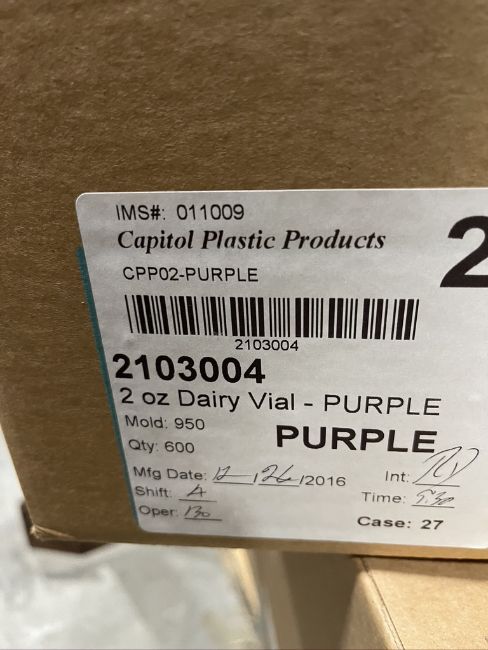 IMS#: 011009
Capitol Plastic Products
2
CPP02-PURPLE
2103004
2103004
2 oz Dairy Vial - PURPLE
Mold: 950
PURPLE
Qty: 600
Mfg Date: 12/26/2016
Int:
Shift: A
Time: 5:30
Oper:
Case: 27